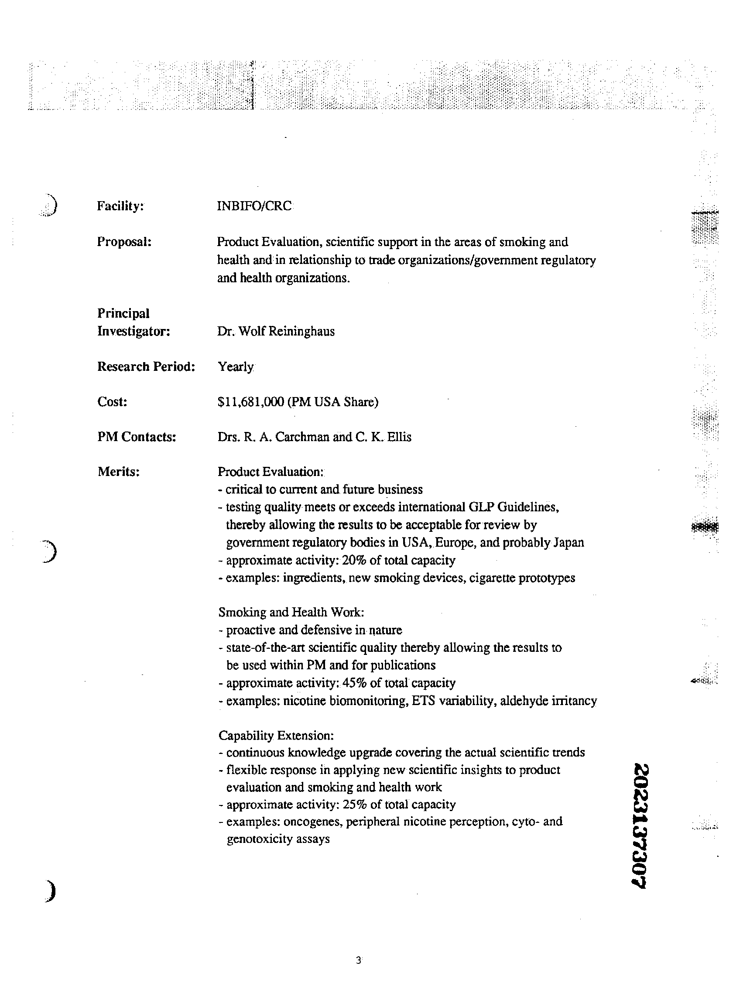 Facility: INBIFO/CRC
Proposal: Product Evaluation, scientific support in the areas of smoking and
health and in relationship to trade organizations/government regulatory
and health organizations.
Principal
Investigator: Dr. Wolf Reininghaus
Research Period: Yearly
Cost: $11,681,000 (PM USA Share)
PM Contacts: Drs. R. A. Carchman and C. K. Ellis
Merits: Product Evaluation:
- critical to current and future business
- testing quality meets or exceeds international GLP Guidelines,
thereby allowing the results to be acceptable for review by
government regulatory bodies in USA, Europe, and probably Japan
- approximate activity: 20% of total capacity
- examples: ingredients, new smoking devices, cigarette prototypes
Smoking and Health Work:
- proactive and defensive in nature
- state-of-the-art scientific quality thereby allowing the results to
be used within PM and for publications
- approximate activity: 45% of total capacity
- examples: nicotine biomonitoring, ETS variability, aldehyde irritancy
Capability Extension:
- continuous knowledge upgrade covering the actual scientific trends
- flexible response in applying new scientific insights to product
evaluation and smoking and health work
- approximate activity: 25% of total capacity
- examples: oncogenes, peripheral nicotine perception, cyto- and
genotoxicity assays
2023137307
3